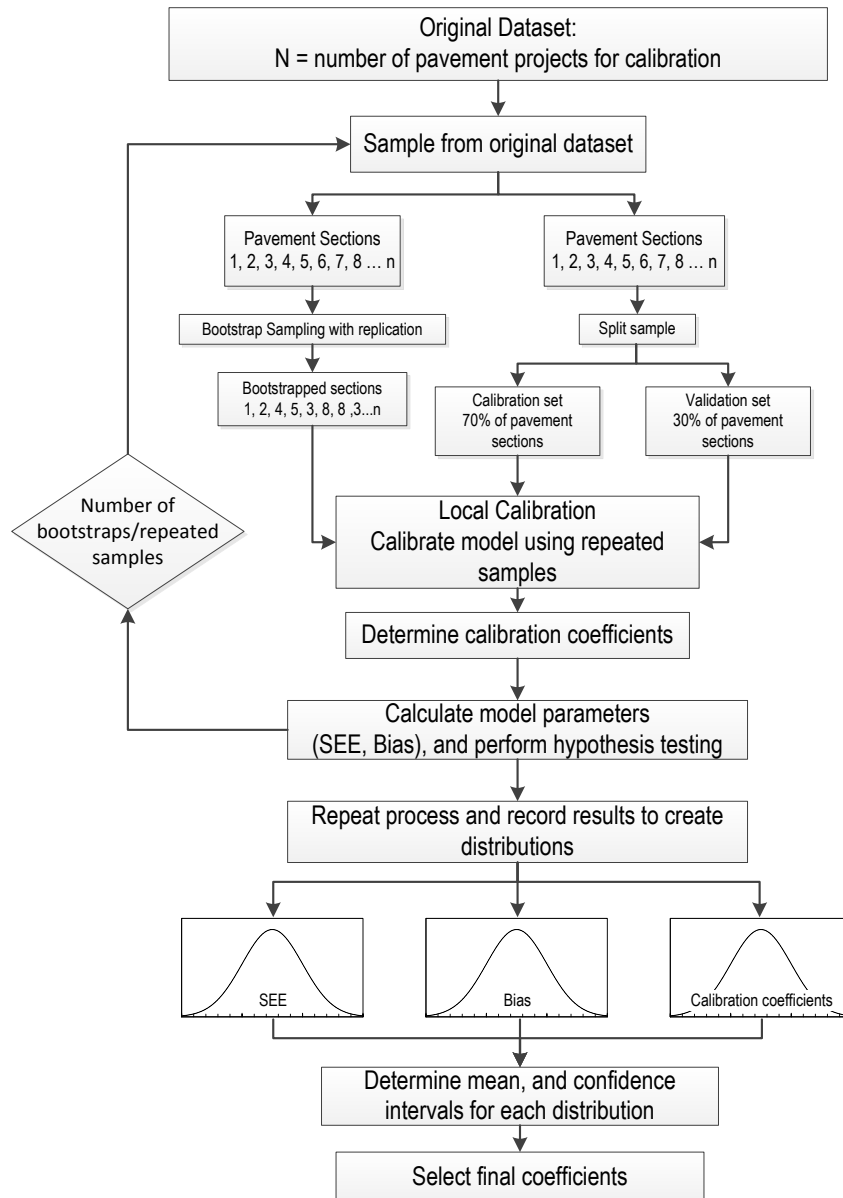 Original Dataset:
N = number of pavement projects for calibration
Sample from original dataset
Pavement Sections
1, 2, 3, 4, 5, 6, 7, 8 … n
Pavement Sections
1, 2, 3, 4, 5, 6, 7, 8 … n
Bootstrap Sampling with replication
Split sample
Bootstrapped sections
1, 2, 4, 5, 3, 8, 8 ,3...n
Calibration set
70% of pavement
sections
Validation set
30% of pavement
sections
Number of
bootstraps/repeated
samples
Local Calibration
Calibrate model using repeated
samples
Determine calibration coefficients
Calculate model parameters
(SEE, Bias), and perform hypothesis testing
Repeat process and record results to create
distributions
SEE
Bias
Calibration coefficients
Determine mean, and confidence
intervals for each distribution
Select final coefficients